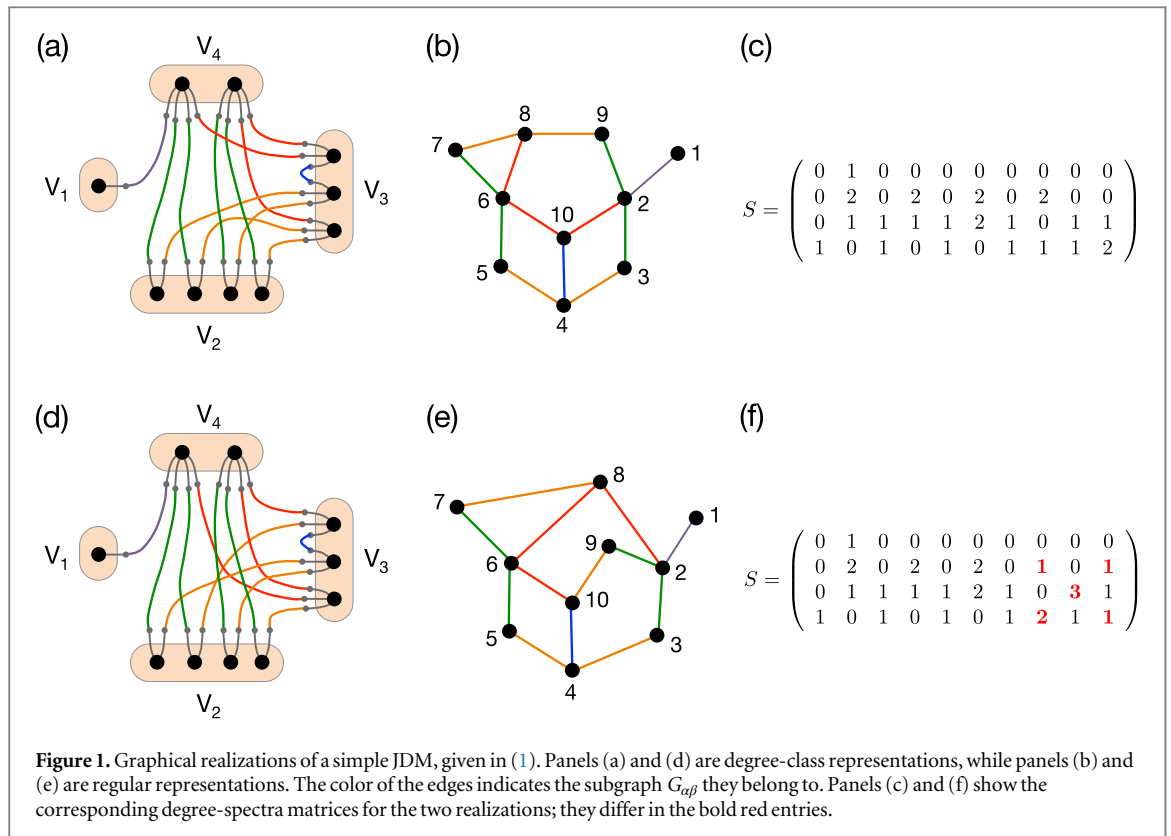 (a)
V4
V1
V3
V2
(b)
8
9
7
1
6
10
2
5
3
4
(c)
S =
0 1 0 0 0 0 0 0 0 0
0 2 0 2 0 2 0 2 0 0
0 1 1 1 1 2 1 0 1 1
1 0 1 0 1 0 1 1 1 2
(d)
V4
V1
V3
V2
(e)
8
7
1
9
6
2
10
5
3
4
(f)
S =
0 1 0 0 0 0 0 0 0 0
0 2 0 2 0 2 0 1 0 1
0 1 1 1 1 2 1 0 3 1
1 0 1 0 1 0 1 2 1 1
Figure 1. Graphical realizations of a simple JDM, given in (1). Panels (a) and (d) are degree-class representations, while panels (b) and
(e) are regular representations. The color of the edges indicates the subgraph Gαβ they belong to. Panels (c) and (f) show the
corresponding degree-spectra matrices for the two realizations; they differ in the bold red entries.